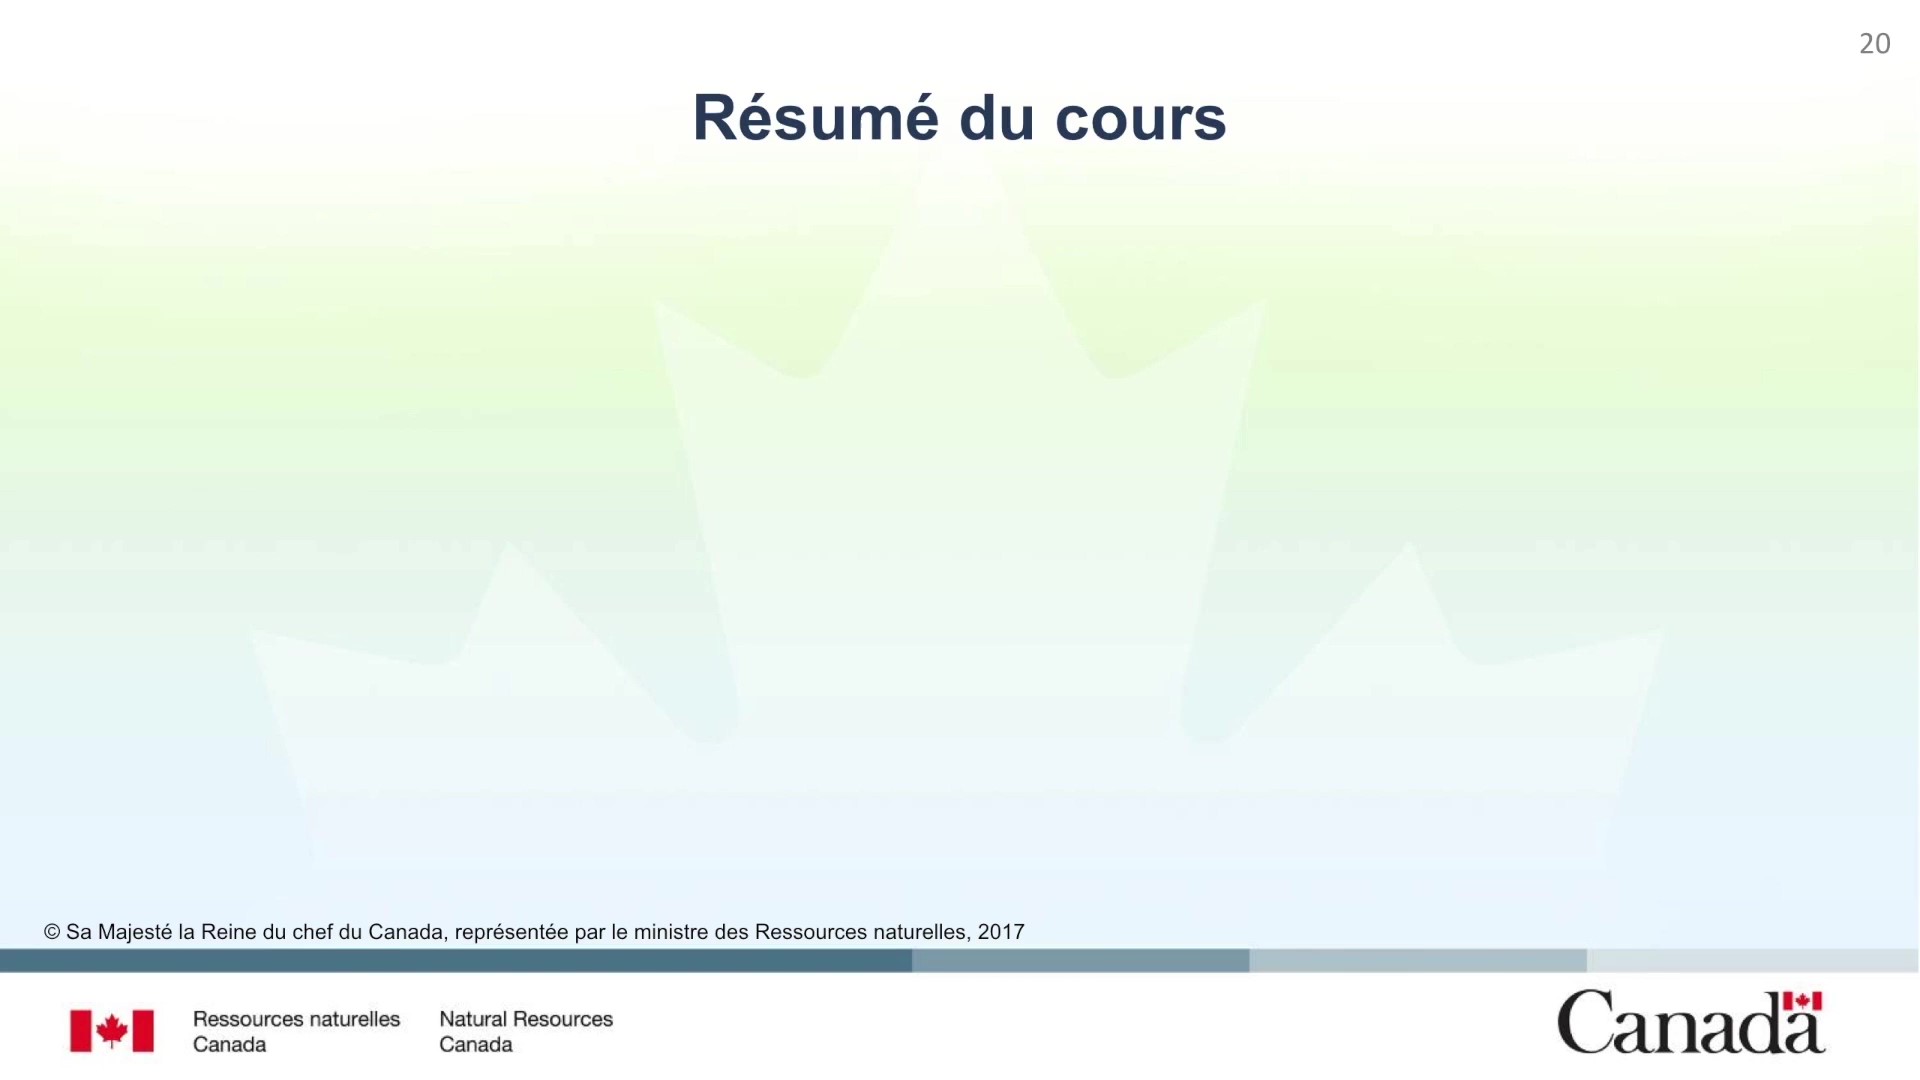 20
Résumé du cours
© Sa Majesté la Reine du chef du Canada, représentée par le ministre des Ressources naturelles, 2017
Ressources naturelles
Canada
Natural Resources
Canada
Canada